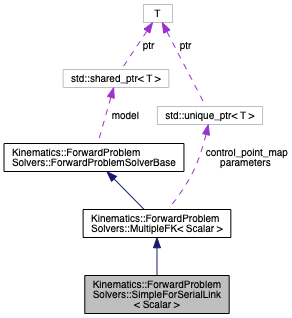 T
ptr
ptr
std::shared_ptr< T >
std::unique_ptr< T >
model
control_point_map
parameters
Kinematics::ForwardProblem
Solvers::ForwardProblemSolverBase
Kinematics::ForwardProblem
Solvers::MultipleFK< Scalar >
Kinematics::ForwardProblem
Solvers::SimpleForSerialLink
< Scalar >